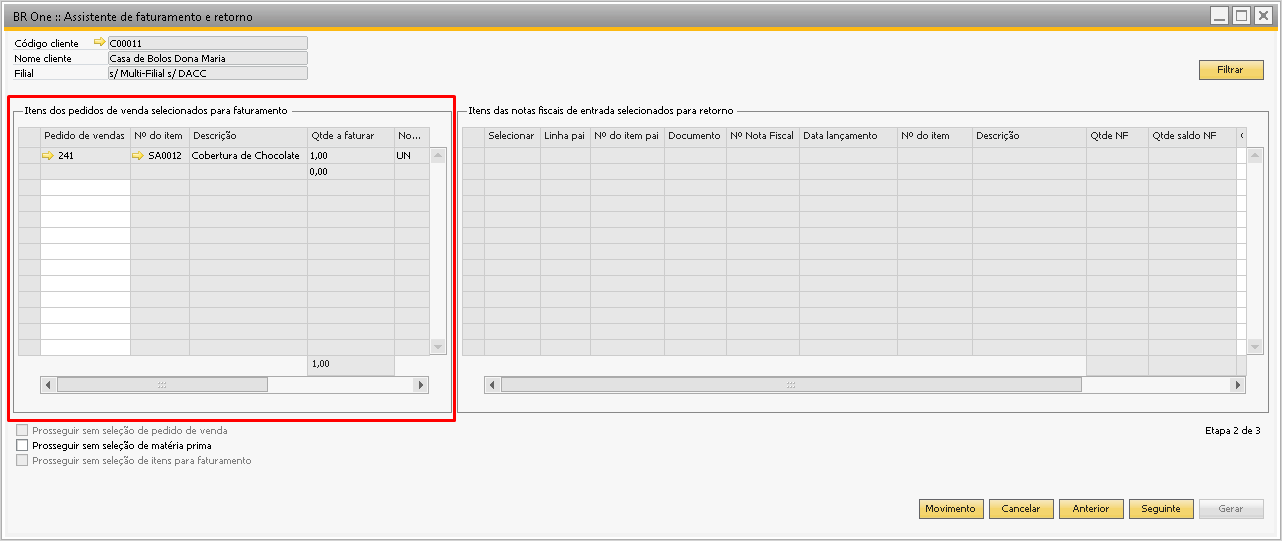 BR One :: Assistente de faturamento e retorno
Código cliente C00011
Nome cliente Casa de Bolos Dona Maria
Filial s/ Multi-Filial s/ DACC
Filtrar
Itens dos pedidos de venda selecionados para faturamento
Pedido de vendas Nº do item Descrição Qtde a faturar No...
241 SA0012 Cobertura de Chocolate 1,00 UN
0,00
1,00
Itens das notas fiscais de entrada selecionados para retorno
Selecionar Linha pai Nº do item pai Documento Nº Nota Fiscal Data lançamento Nº do item Descrição Qtde NF Qtde saldo NF
Prosseguir sem seleção de pedido de venda
Prosseguir sem seleção de matéria prima
Prosseguir sem seleção de itens para faturamento
Etapa 2 de 3
Movimento Cancelar Anterior Seguinte Gerar